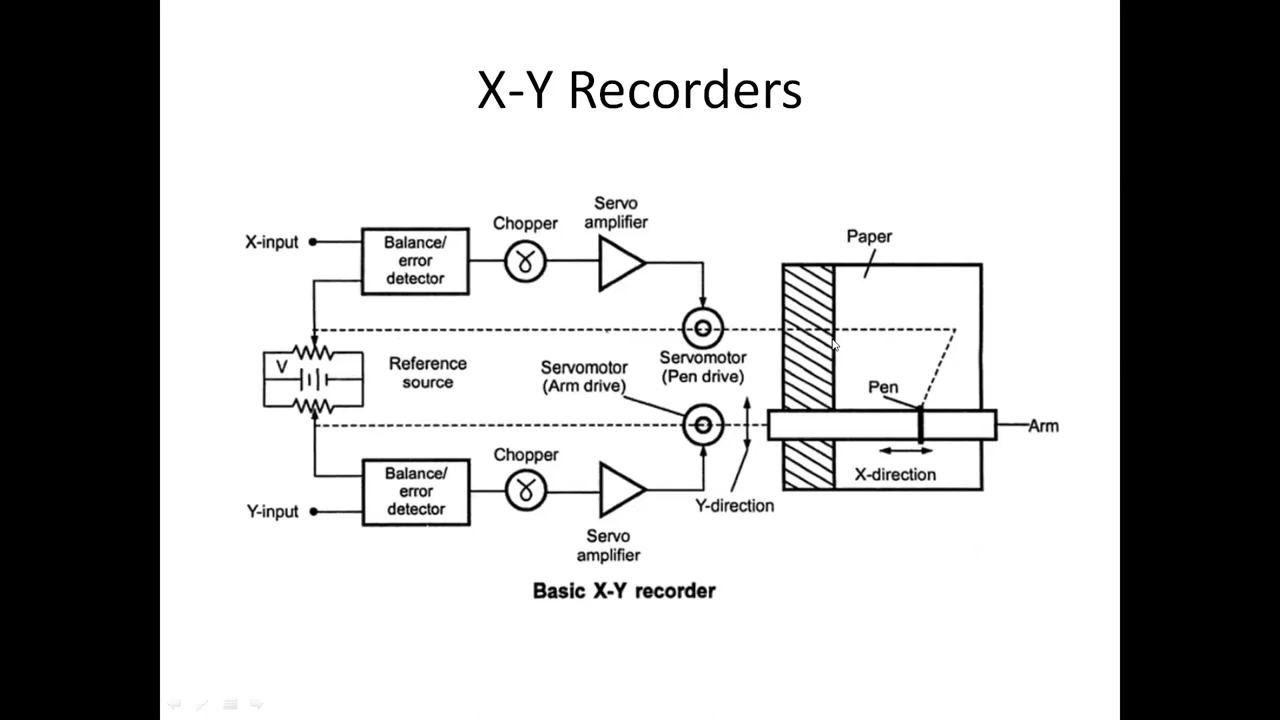 X-Y Recorders
Servo
amplifier
Chopper
X-input
Balance/
error
detector
Paper
V
Reference
source
Servomotor
(Arm drive)
Servomotor
(Pen drive)
Pen
Arm
X-direction
Y-direction
Chopper
Balance/
error
detector
Y-input
Servo
amplifier
Basic X-Y recorder